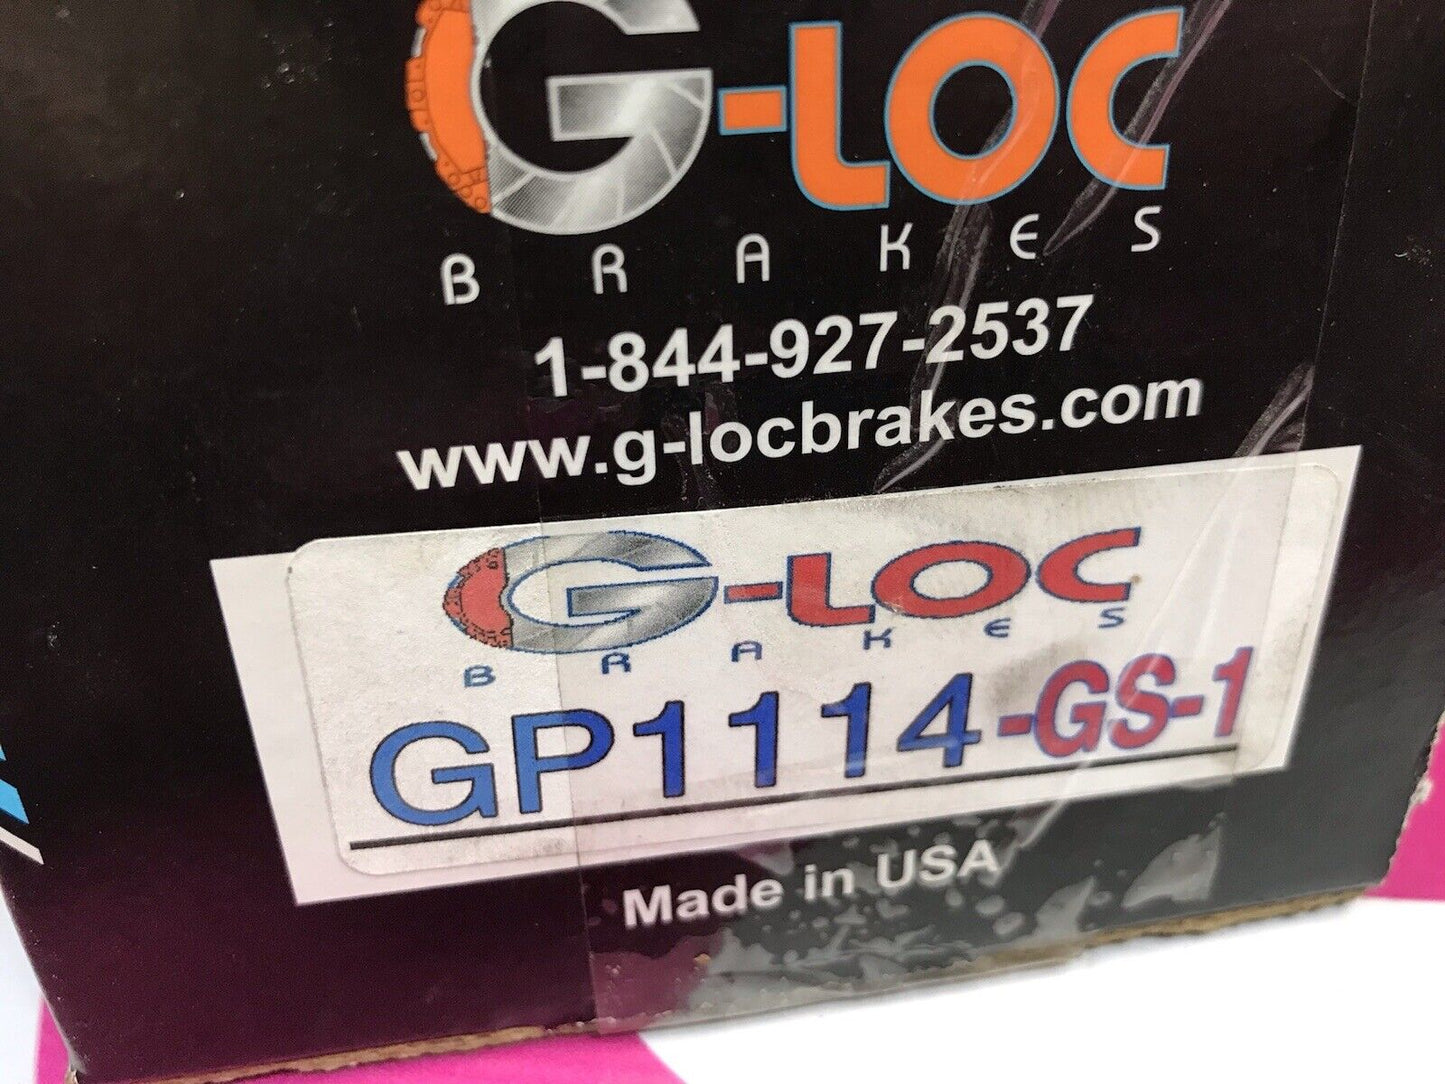 G-LOC
BRAKES
1-844-927-2537
www.g-locbrakes.com
G-LOC
BRAKES
GP1114-GS-1
Made in USA